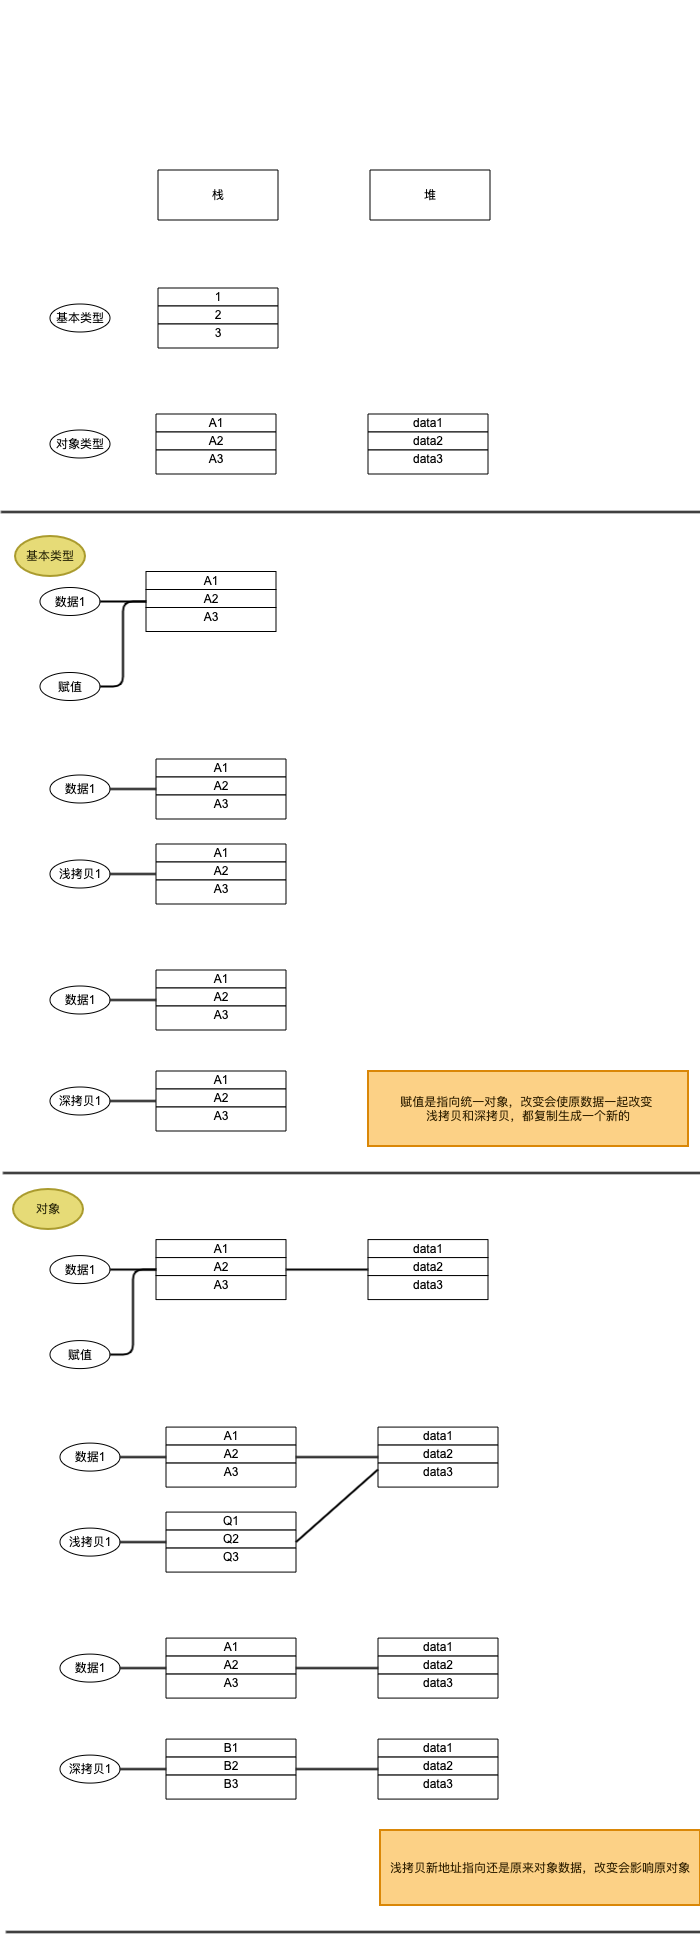 栈
堆
基本类型
1
2
3
对象类型
A1
A2
A3
data1
data2
data3
基本类型
数据1
A1
A2
A3
赋值
数据1
A1
A2
A3
浅拷贝1
A1
A2
A3
数据1
A1
A2
A3
深拷贝1
A1
A2
A3
赋值是指向统一对象，改变会使原数据一起改变
浅拷贝和深拷贝，都复制生成一个新的
对象
数据1
A1
A2
A3
data1
data2
data3
赋值
数据1
A1
A2
A3
data1
data2
data3
浅拷贝1
Q1
Q2
Q3
数据1
A1
A2
A3
data1
data2
data3
深拷贝1
B1
B2
B3
data1
data2
data3
浅拷贝新地址指向还是原来对象数据，改变会影响原对象